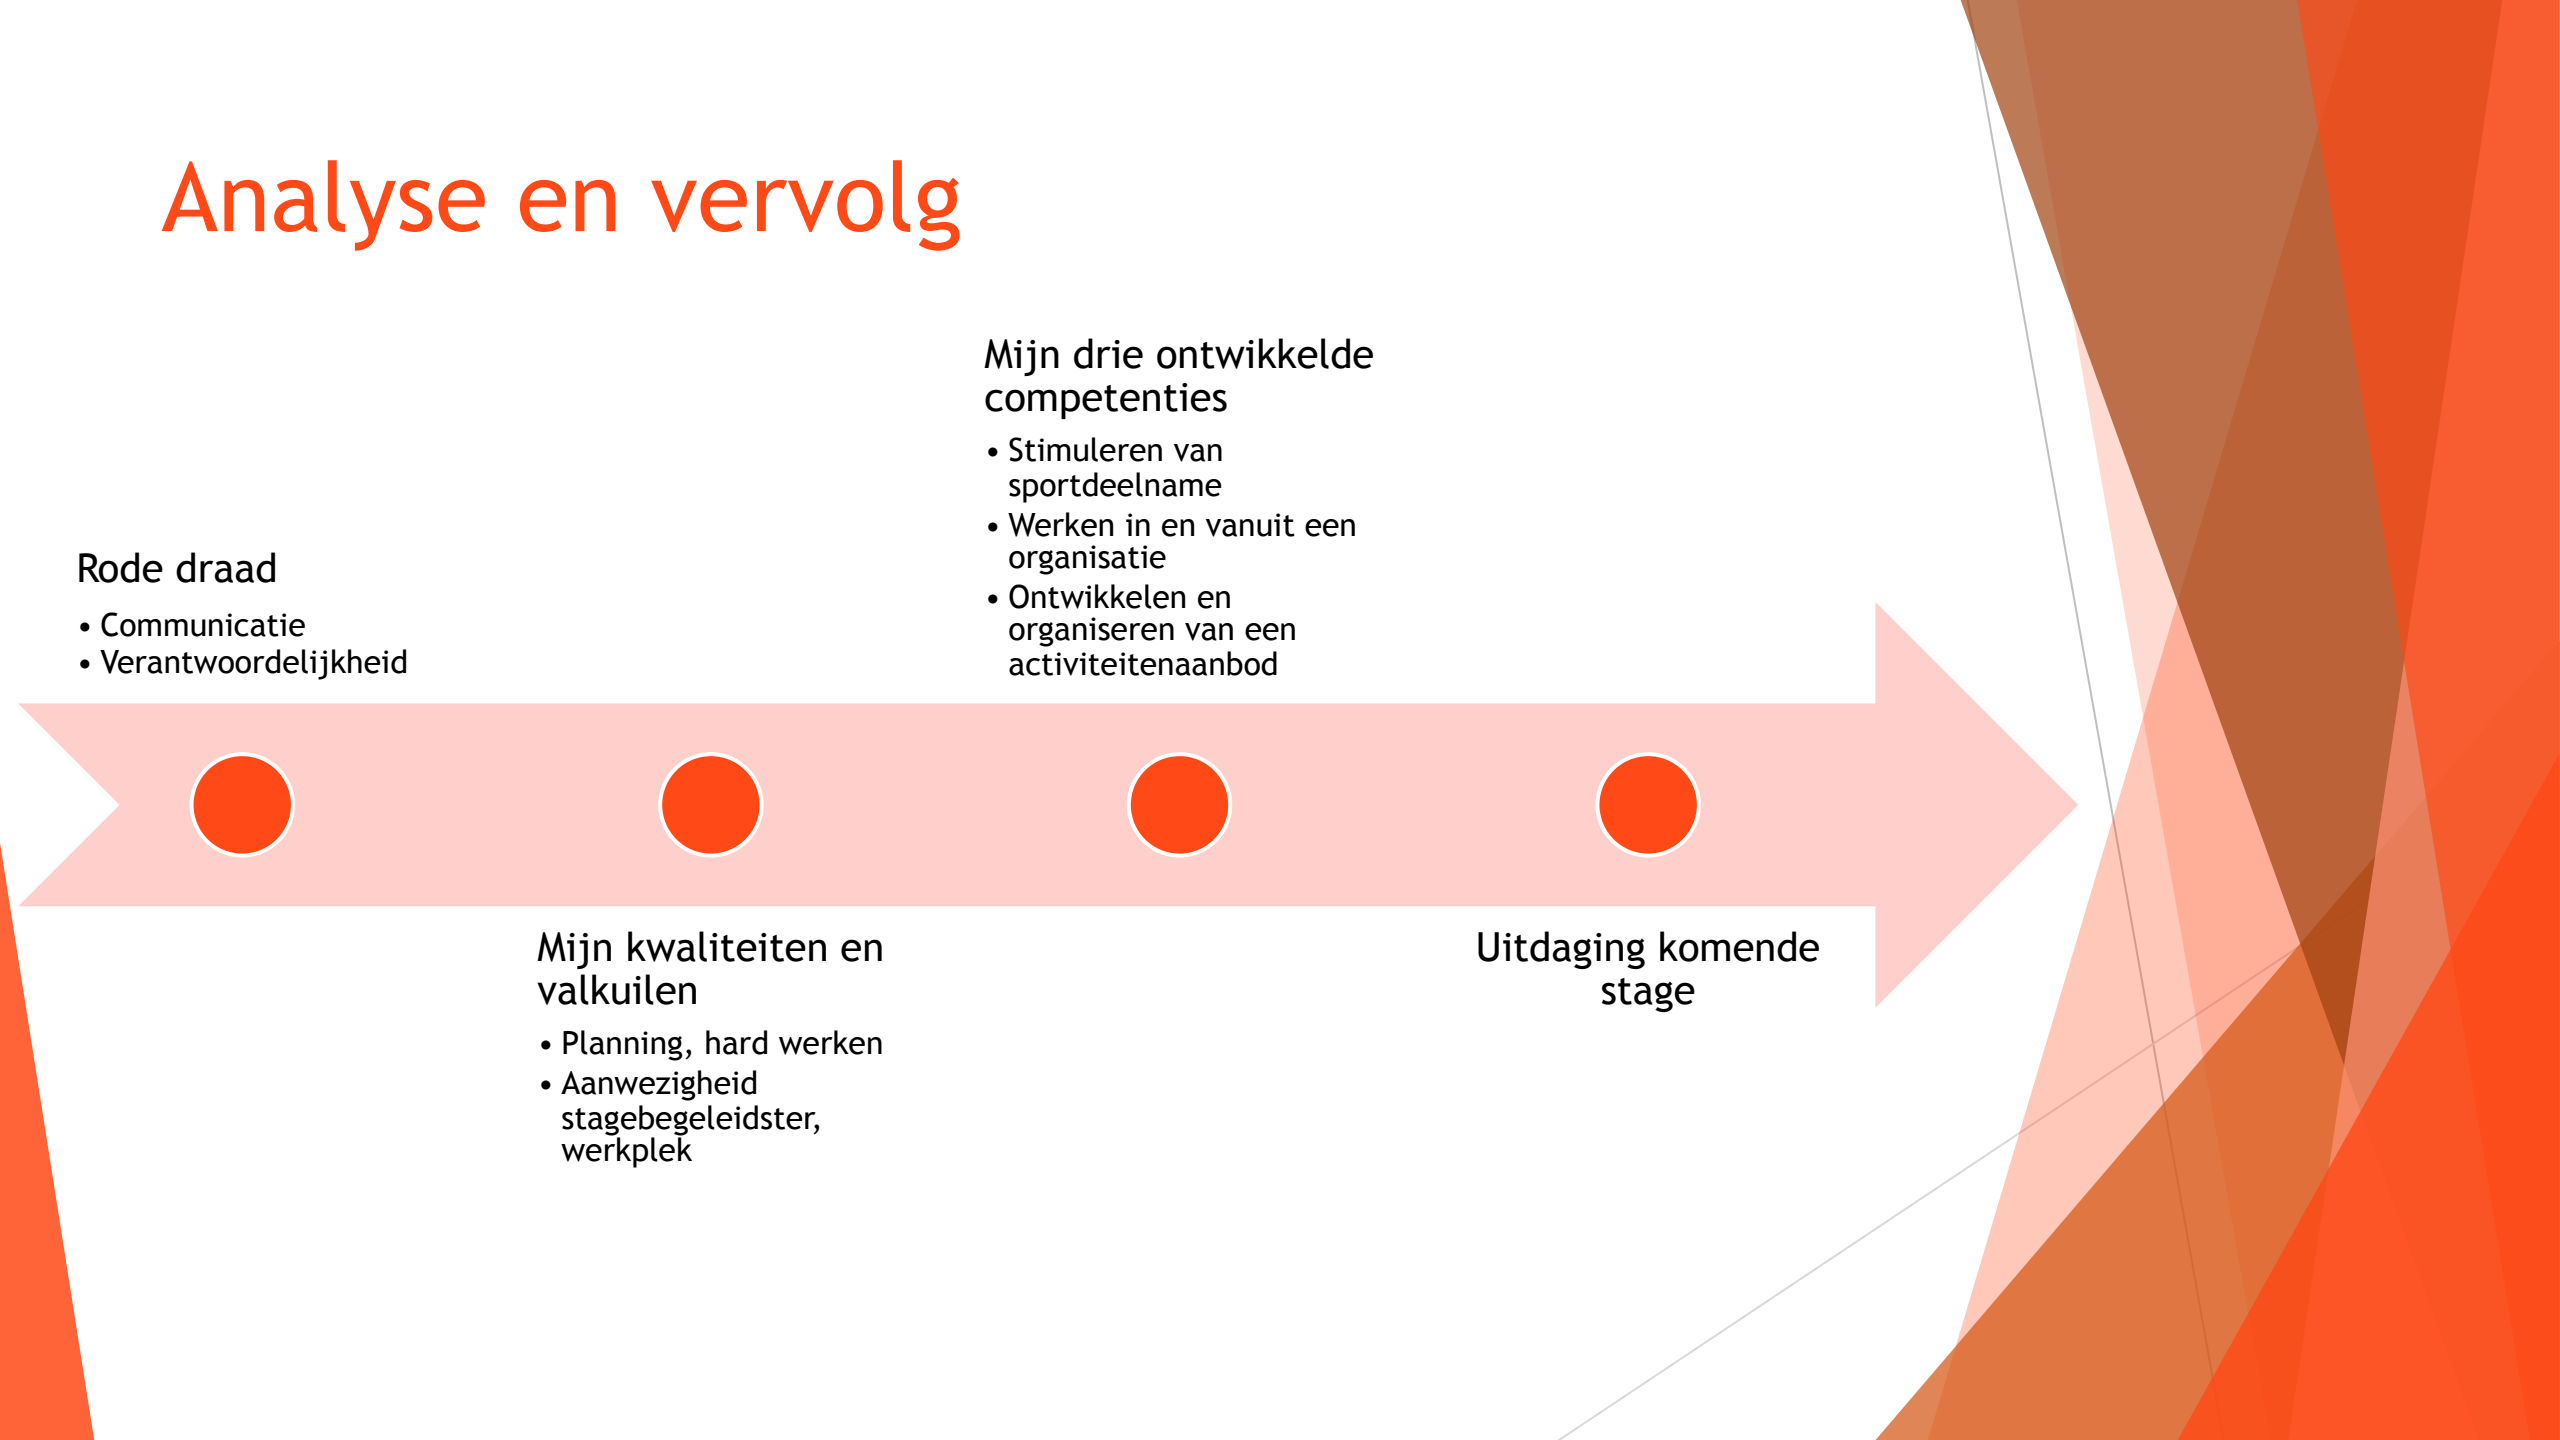 Analyse en vervolg
Rode draad
• Communicatie
• Verantwoordelijkheid
Mijn kwaliteiten en
valkuilen
• Planning, hard werken
• Aanwezigheid
stagebegeleidster,
werkplek
Mijn drie ontwikkelde
competenties
• Stimuleren van
sportdeelname
• Werken in en vanuit een
organisatie
• Ontwikkelen en
organiseren van een
activiteitenaanbod
Uitdaging komende
stage